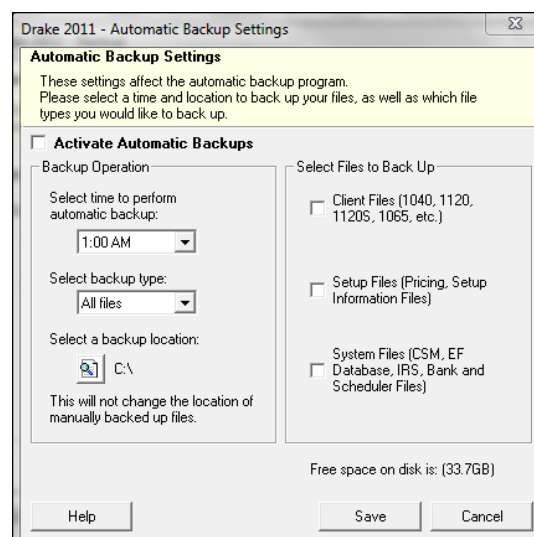 Drake 2011 - Automatic Backup Settings
Automatic Backup Settings
These settings affect the automatic backup program.
Please select a time and location to back up your files, as well as which file
types you would like to back up.
Activate Automatic Backups
Backup Operation
Select time to perform
automatic backup:
1:00 AM
Select backup type:
All files
Select a backup location:
C:\
This will not change the location of
manually backed up files.
Select Files to Back Up
Client Files (1040, 1120,
1120S, 1065, etc.)
Setup Files (Pricing, Setup
Information Files)
System Files (CSM, EF
Database, IRS, Bank and
Scheduler Files)
Free space on disk is: (33.7GB)
Help
Save
Cancel